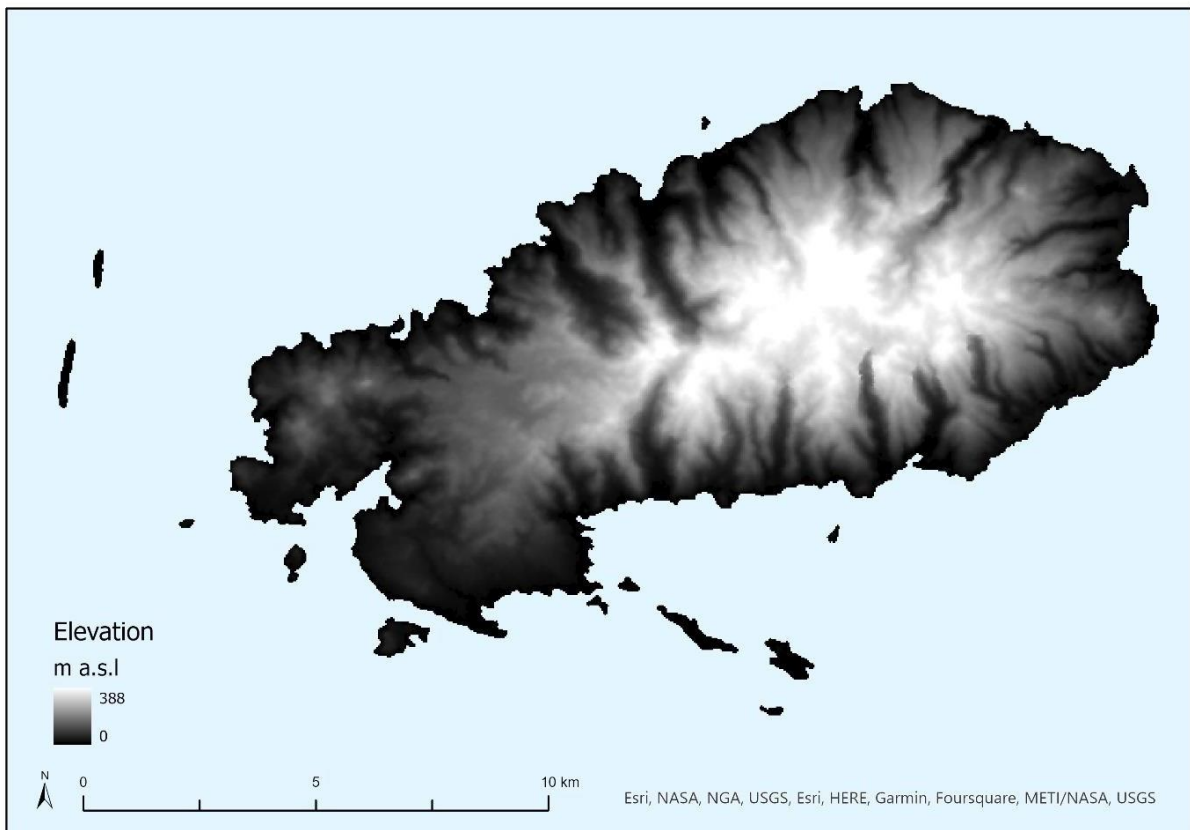 Elevation
m a.s.l
388
0
N
0 5 10 km
Esri, NASA, NGA, USGS, Esri, HERE, Garmin, Foursquare, METI/NASA, USGS